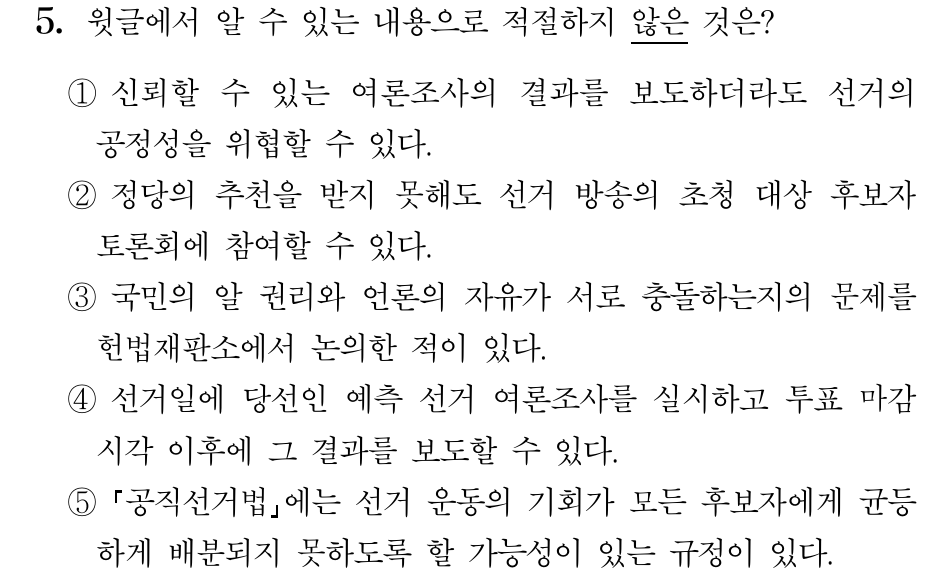 5. 윗글에서 알 수 있는 내용으로 적절하지 않은 것은?
① 신뢰할 수 있는 여론조사의 결과를 보도하더라도 선거의
공정성을 위협할 수 있다.
② 정당의 추천을 받지 못해도 선거 방송의 초청 대상 후보자
토론회에 참여할 수 있다.
③ 국민의 알 권리와 언론의 자유가 서로 충돌하는지의 문제를
헌법재판소에서 논의한 적이 있다.
④ 선거일에 당선인 예측 선거 여론조사를 실시하고 투표 마감
시각 이후에 그 결과를 보도할 수 있다.
⑤ 『공직선거법』에는 선거 운동의 기회가 모든 후보자에게 균등
하게 배분되지 못하도록 할 가능성이 있는 규정이 있다.